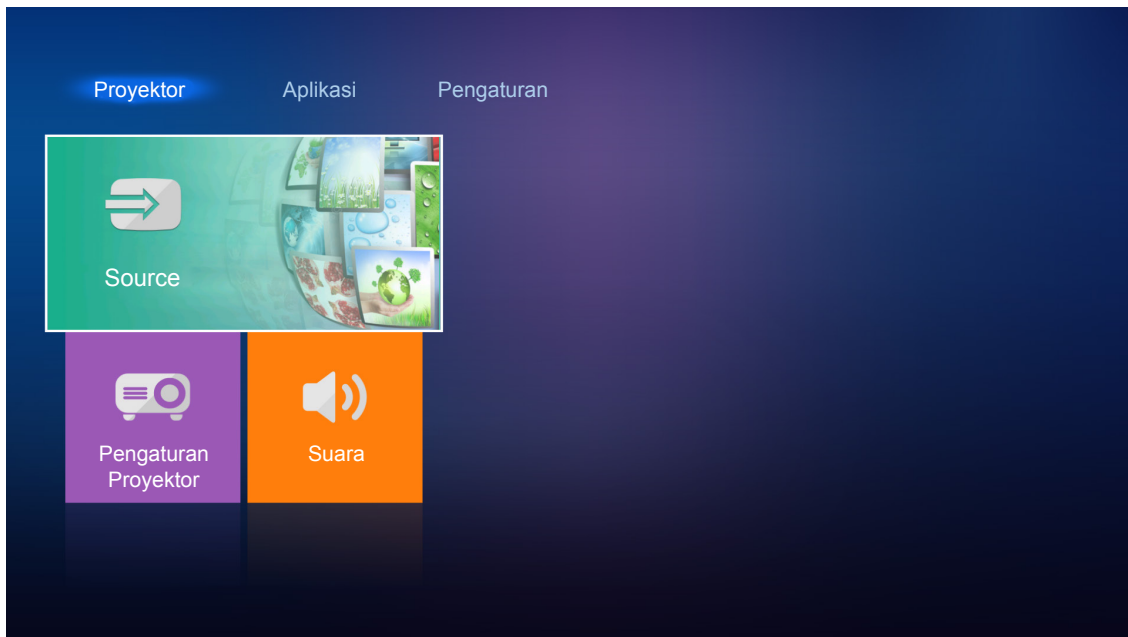 Proyektor Aplikasi Pengaturan
Source
Pengaturan
Proyektor
Suara